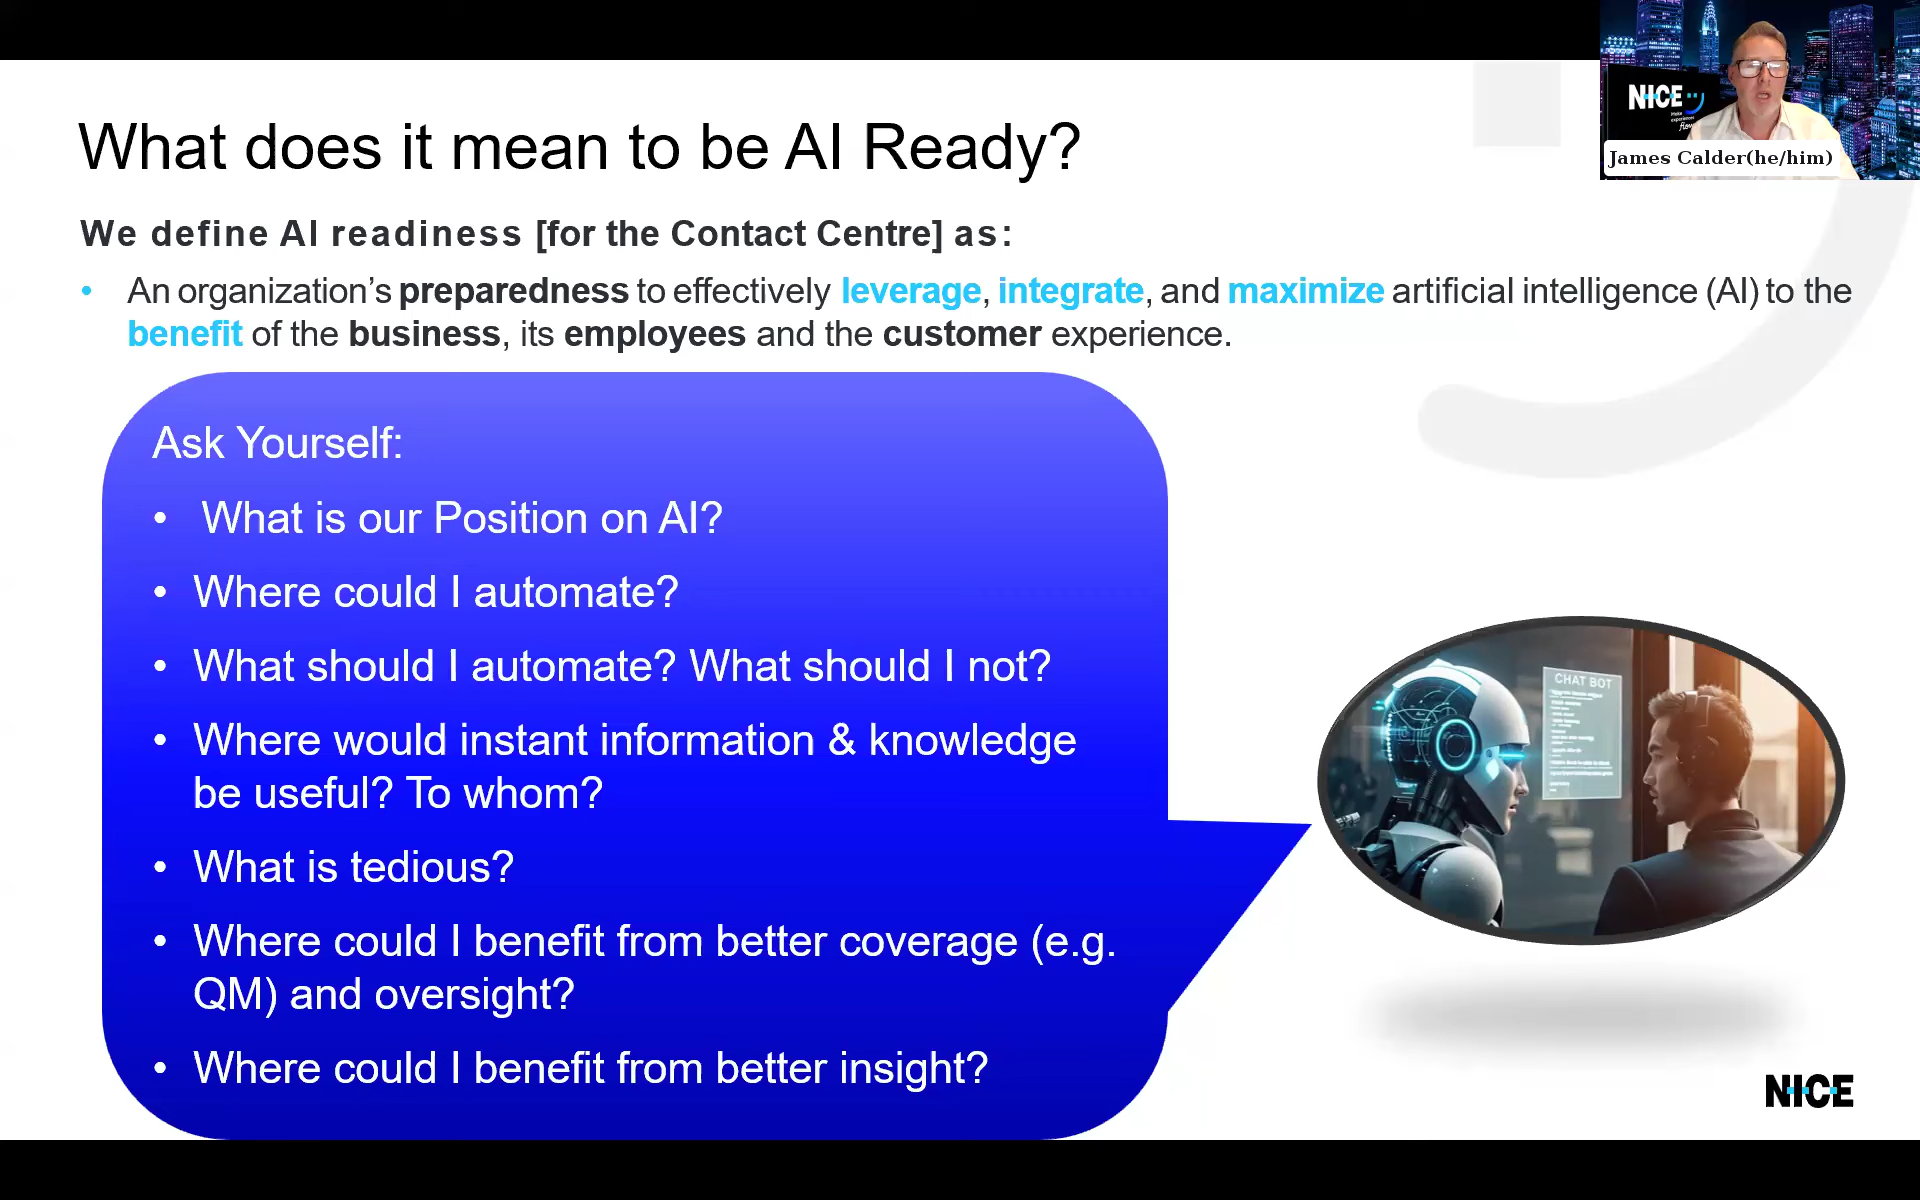 NICE
Make
experiences
flow
James Calder(he/him)
What does it mean to be AI Ready?
We define AI readiness [for the Contact Centre] as:
• An organization’s preparedness to effectively leverage, integrate, and maximize artificial intelligence (AI) to the
benefit of the business, its employees and the customer experience.
Ask Yourself:
• What is our Position on AI?
• Where could I automate?
• What should I automate? What should I not?
• Where would instant information & knowledge
be useful? To whom?
• What is tedious?
• Where could I benefit from better coverage (e.g.
QM) and oversight?
• Where could I benefit from better insight?
CHAT BOT
NICE